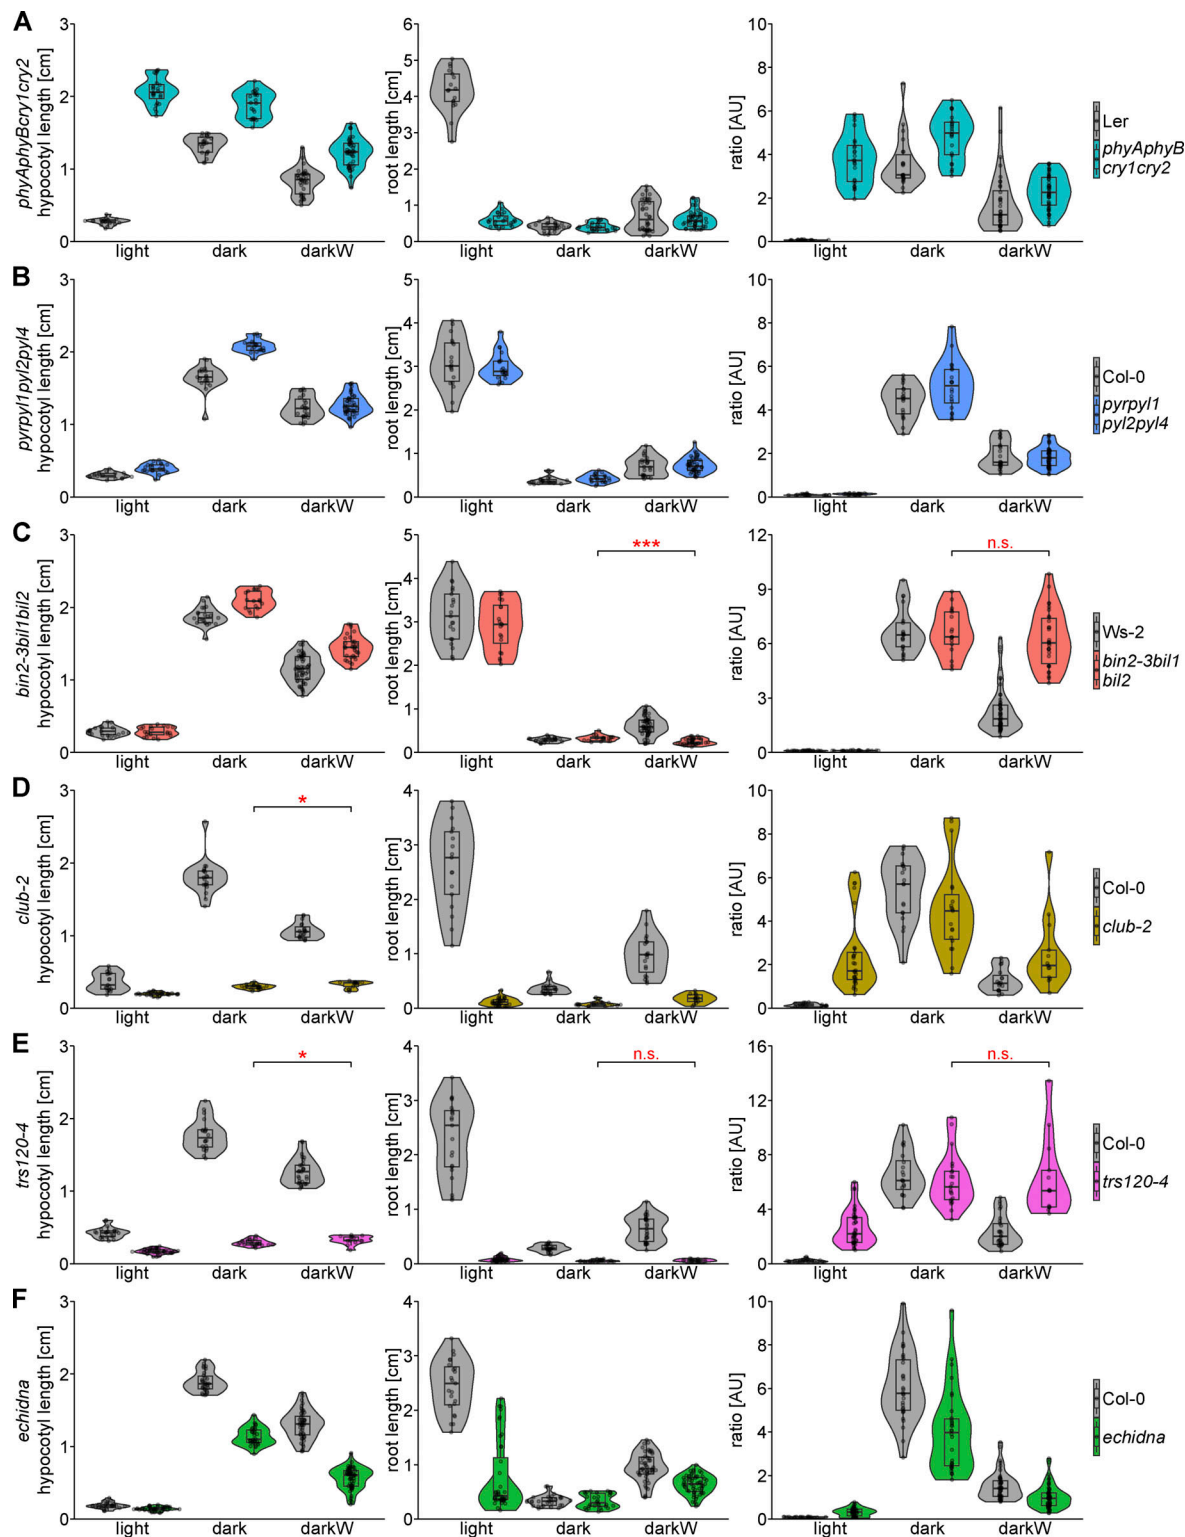 A
phyAphyBcry1cry2
hypocotyl length [cm]
3
2
1
0
light dark darkW
root length [cm]
6
5
4
3
2
1
0
light dark darkW
ratio [AU]
10
8
6
4
2
0
light dark darkW
Ler
phyAphyB
cry1cry2
B
pyrpyl1pyl2pyl4
hypocotyl length [cm]
3
2
1
0
light dark darkW
root length [cm]
5
4
3
2
1
0
light dark darkW
ratio [AU]
10
8
6
4
2
0
light dark darkW
Col-0
pyrpyl1
pyl2pyl4
C
bin2-3bil1bil2
hypocotyl length [cm]
3
2
1
0
light dark darkW
root length [cm]
5
4
3
2
1
0
***
light dark darkW
ratio [AU]
12
9
6
3
0
n.s.
light dark darkW
Ws-2
bin2-3bil1
bil2
D
club-2
hypocotyl length [cm]
3
2
1
0
*
light dark darkW
root length [cm]
4
3
2
1
0
light dark darkW
ratio [AU]
10
8
6
4
2
0
light dark darkW
Col-0
club-2
E
trs120-4
hypocotyl length [cm]
3
2
1
0
*
light dark darkW
root length [cm]
4
3
2
1
0
n.s.
light dark darkW
ratio [AU]
16
12
8
4
0
n.s.
light dark darkW
Col-0
trs120-4
F
echidna
hypocotyl length [cm]
3
2
1
0
light dark darkW
root length [cm]
4
3
2
1
0
light dark darkW
ratio [AU]
10
8
6
4
2
0
light dark darkW
Col-0
echidna